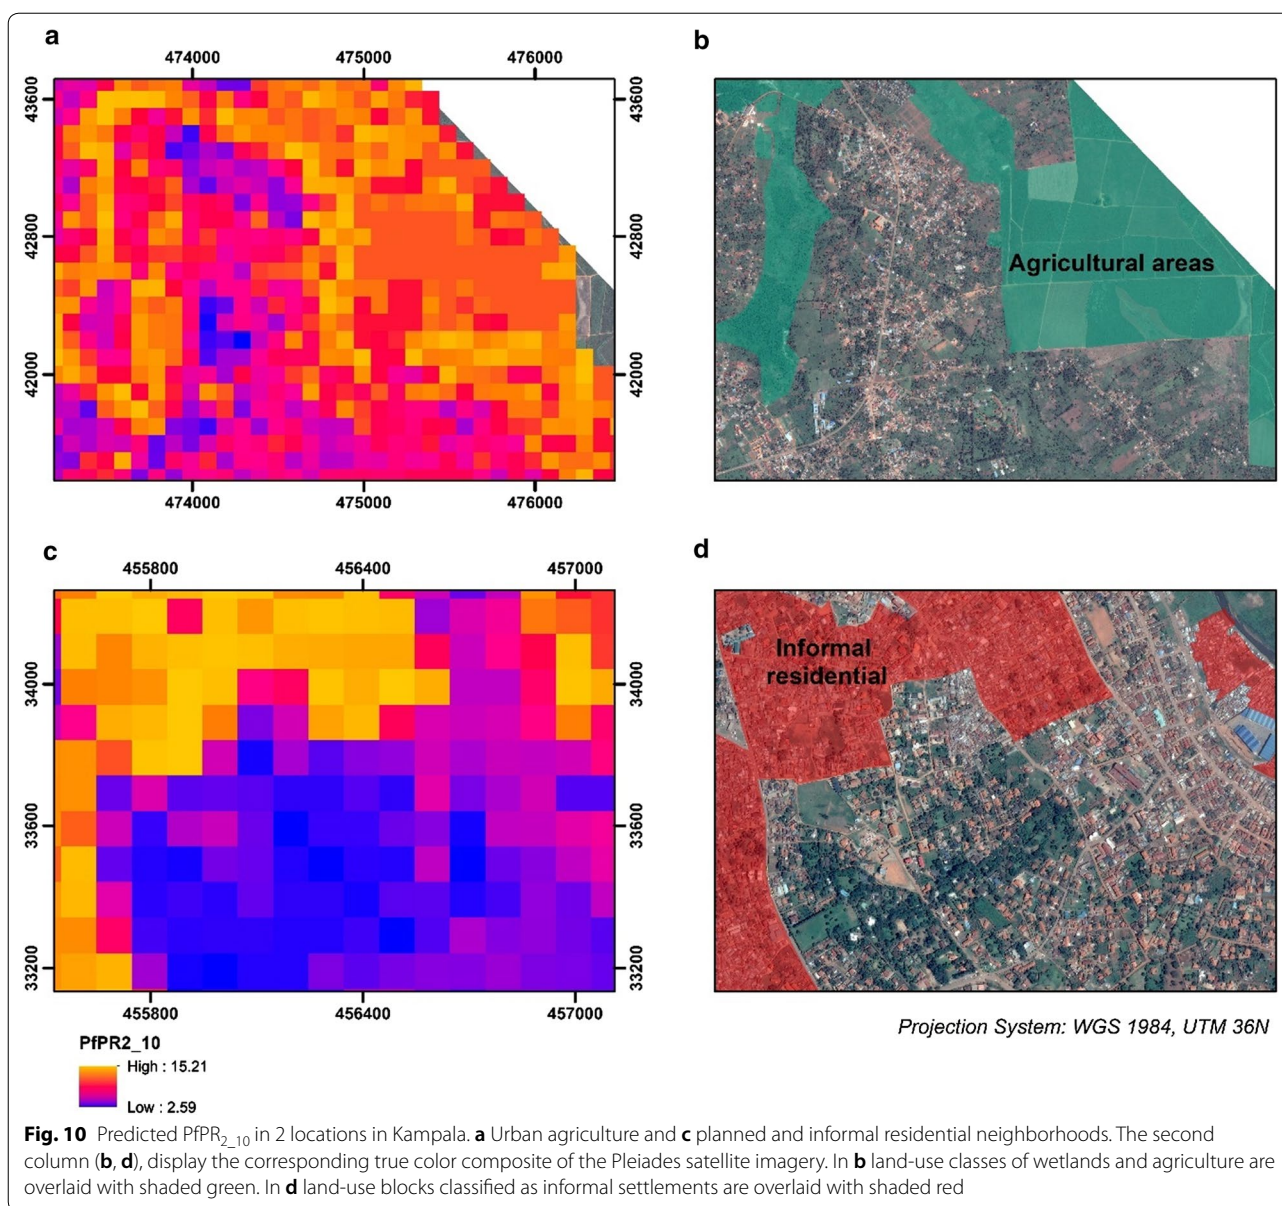 a
474000 475000 476000
43600
42800
42000
43600
42800
42000
474000 475000 476000
b
Agricultural areas
c
455800 456400 457000
34000
33600
33200
34000
33600
33200
455800 456400 457000
d
Informal
residential
Projection System: WGS 1984, UTM 36N
PfPR2_10
High : 15.21
Low : 2.59
Fig. 10 Predicted PfPR2_10 in 2 locations in Kampala. a Urban agriculture and c planned and informal residential neighborhoods. The second
column (b, d), display the corresponding true color composite of the Pleiades satellite imagery. In b land-use classes of wetlands and agriculture are
overlaid with shaded green. In d land-use blocks classified as informal settlements are overlaid with shaded red